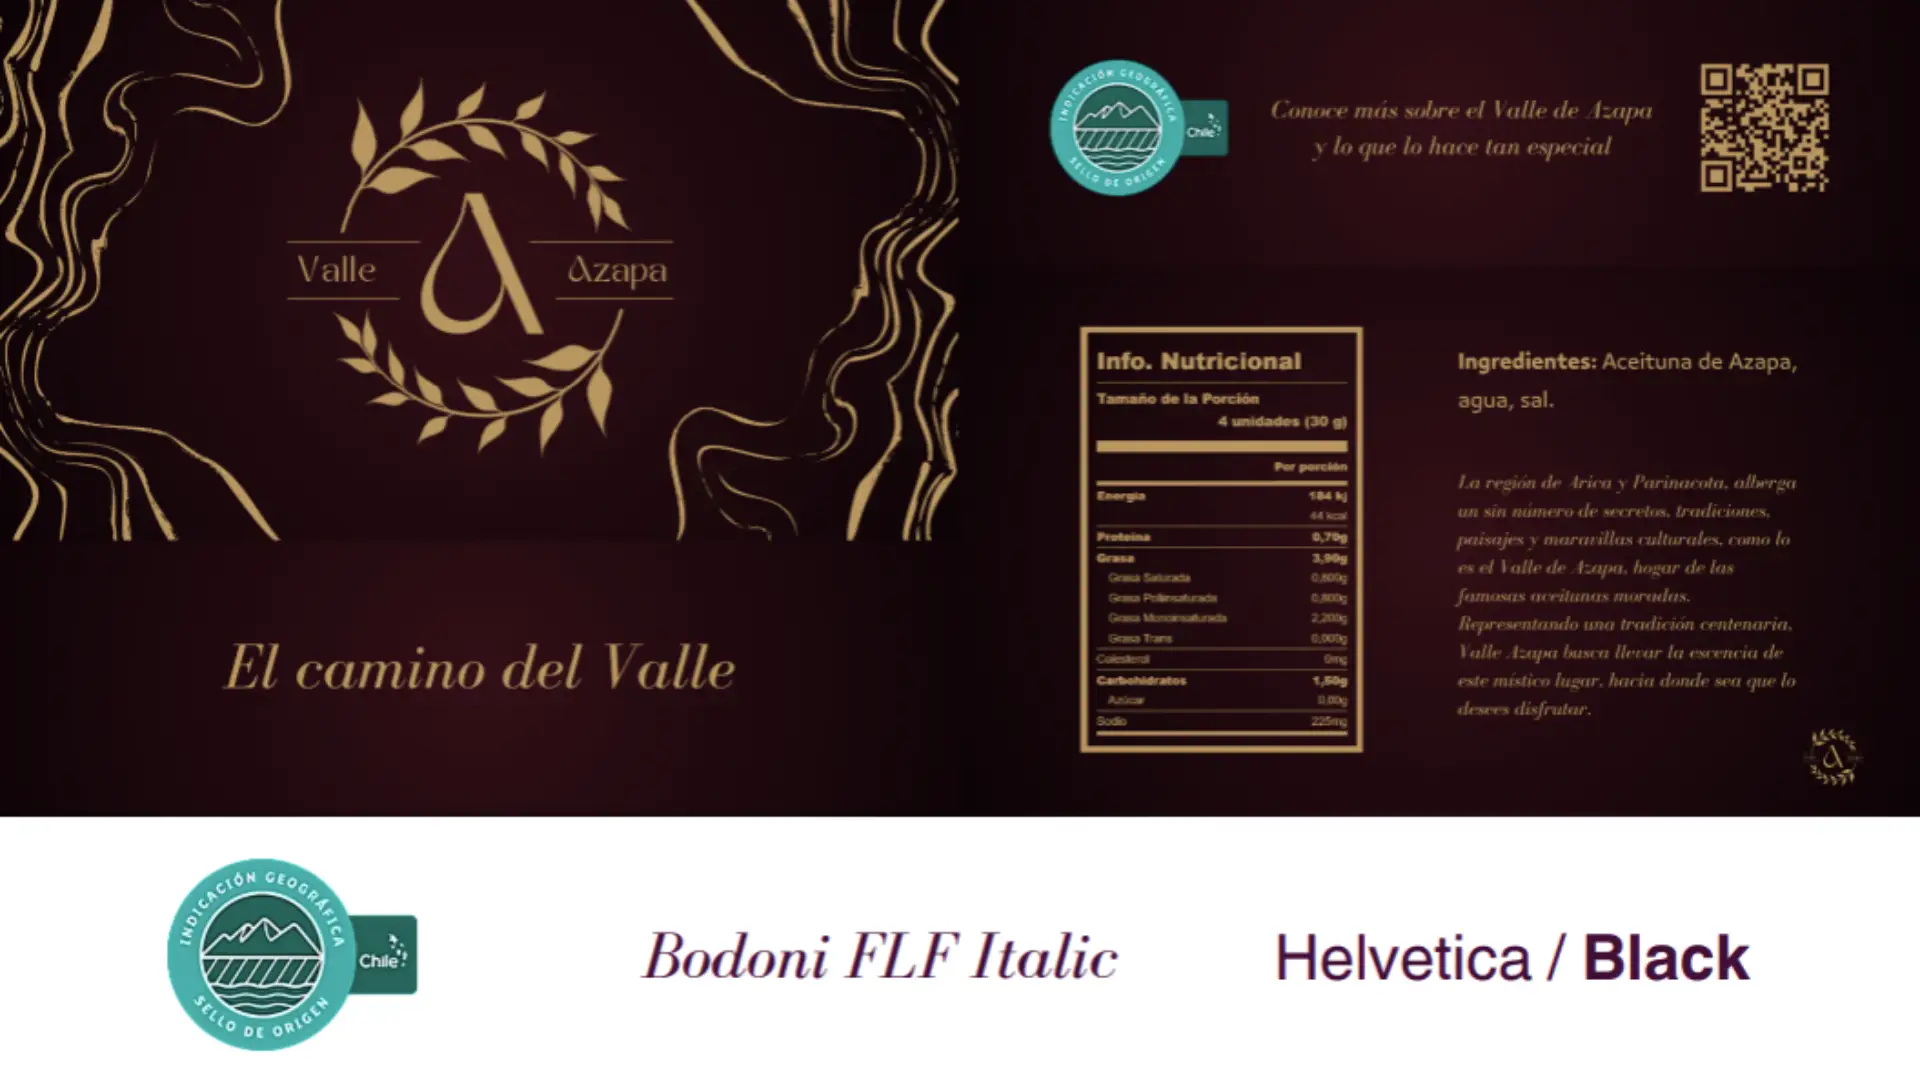 Valle
Azapa
El camino del Valle
INDICACIÓN GEOGRÁFICA
Chile
SELLO DE ORIGEN
Conoce más sobre el Valle de Azapa
y lo que lo hace tan especial
Info. Nutricional
Tamaño de la Porción
4 unidades (30 g)
Por porción
Energía 184 kj
44 kcal
Proteina 0,70g
Grasa 3,90g
Grasa Saturada 0,800g
Grasa Poliinsaturada 0,800g
Grasa Monoinsaturada 2,200g
Grasa Trans 0,000g
Colesterol 0mg
Carbohidratos 1,50g
Azúcar 0,00g
Sodio 225mg
Ingredientes: Aceituna de Azapa,
agua, sal.
La región de Arica y Parinacota, alberga
un sin número de secretos, tradiciones,
paisajes y maravillas culturales, como lo
es el Valle de Azapa, hogar de las
famosas aceitunas moradas.
Representando una tradición centenaria,
Valle Azapa busca llevar la escencia de
este místico lugar, hacia donde sea que lo
desees disfrutar.
INDICACIÓN GEOGRÁFICA
Chile
SELLO DE ORIGEN
Bodoni FLF Italic
Helvetica / Black